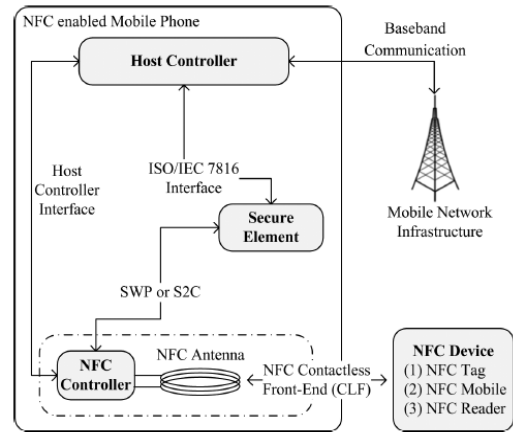 NFC enabled Mobile Phone
Host Controller
Baseband
Communication
Host
Controller
Interface
ISO/IEC 7816
Interface
Secure
Element
Mobile Network
Infrastructure
SWP or S2C
NFC
Controller
NFC Antenna
NFC Contactless
Front-End (CLF)
NFC Device
(1) NFC Tag
(2) NFC Mobile
(3) NFC Reader